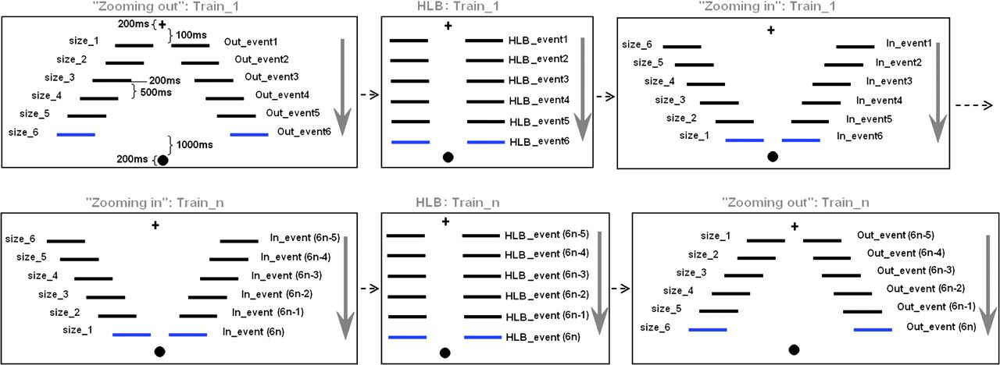 "Zooming out": Train_1
200ms
+
100ms
size_1
Out_event1
size_2
Out_event2
size_3
200ms
Out_event3
500ms
size_4
Out_event4
size_5
Out_event5
size_6
Out_event6
1000ms
200ms
HLB: Train_1
+
HLB_event1
HLB_event2
HLB_event3
HLB_event4
HLB_event5
HLB_event6
"Zooming in": Train_1
+
size_6 In_event1
size_5 In_event2
size_4 In_event3
size_3 In_event4
size_2 In_event5
size_1 In_event6
"Zooming in": Train_n
+
size_6 In_event (6n-5)
size_5 In_event (6n-4)
size_4 In_event (6n-3)
size_3 In_event (6n-2)
size_2 In_event (6n-1)
size_1 In_event (6n)
HLB: Train_n
+
HLB_event (6n-5)
HLB_event (6n-4)
HLB_event (6n-3)
HLB_event (6n-2)
HLB_event (6n-1)
HLB_event (6n)
"Zooming out": Train_n
+
size_1 Out_event (6n-5)
size_2 Out_event (6n-4)
size_3 Out_event (6n-3)
size_4 Out_event (6n-2)
size_5 Out_event (6n-1)
size_6 Out_event (6n)